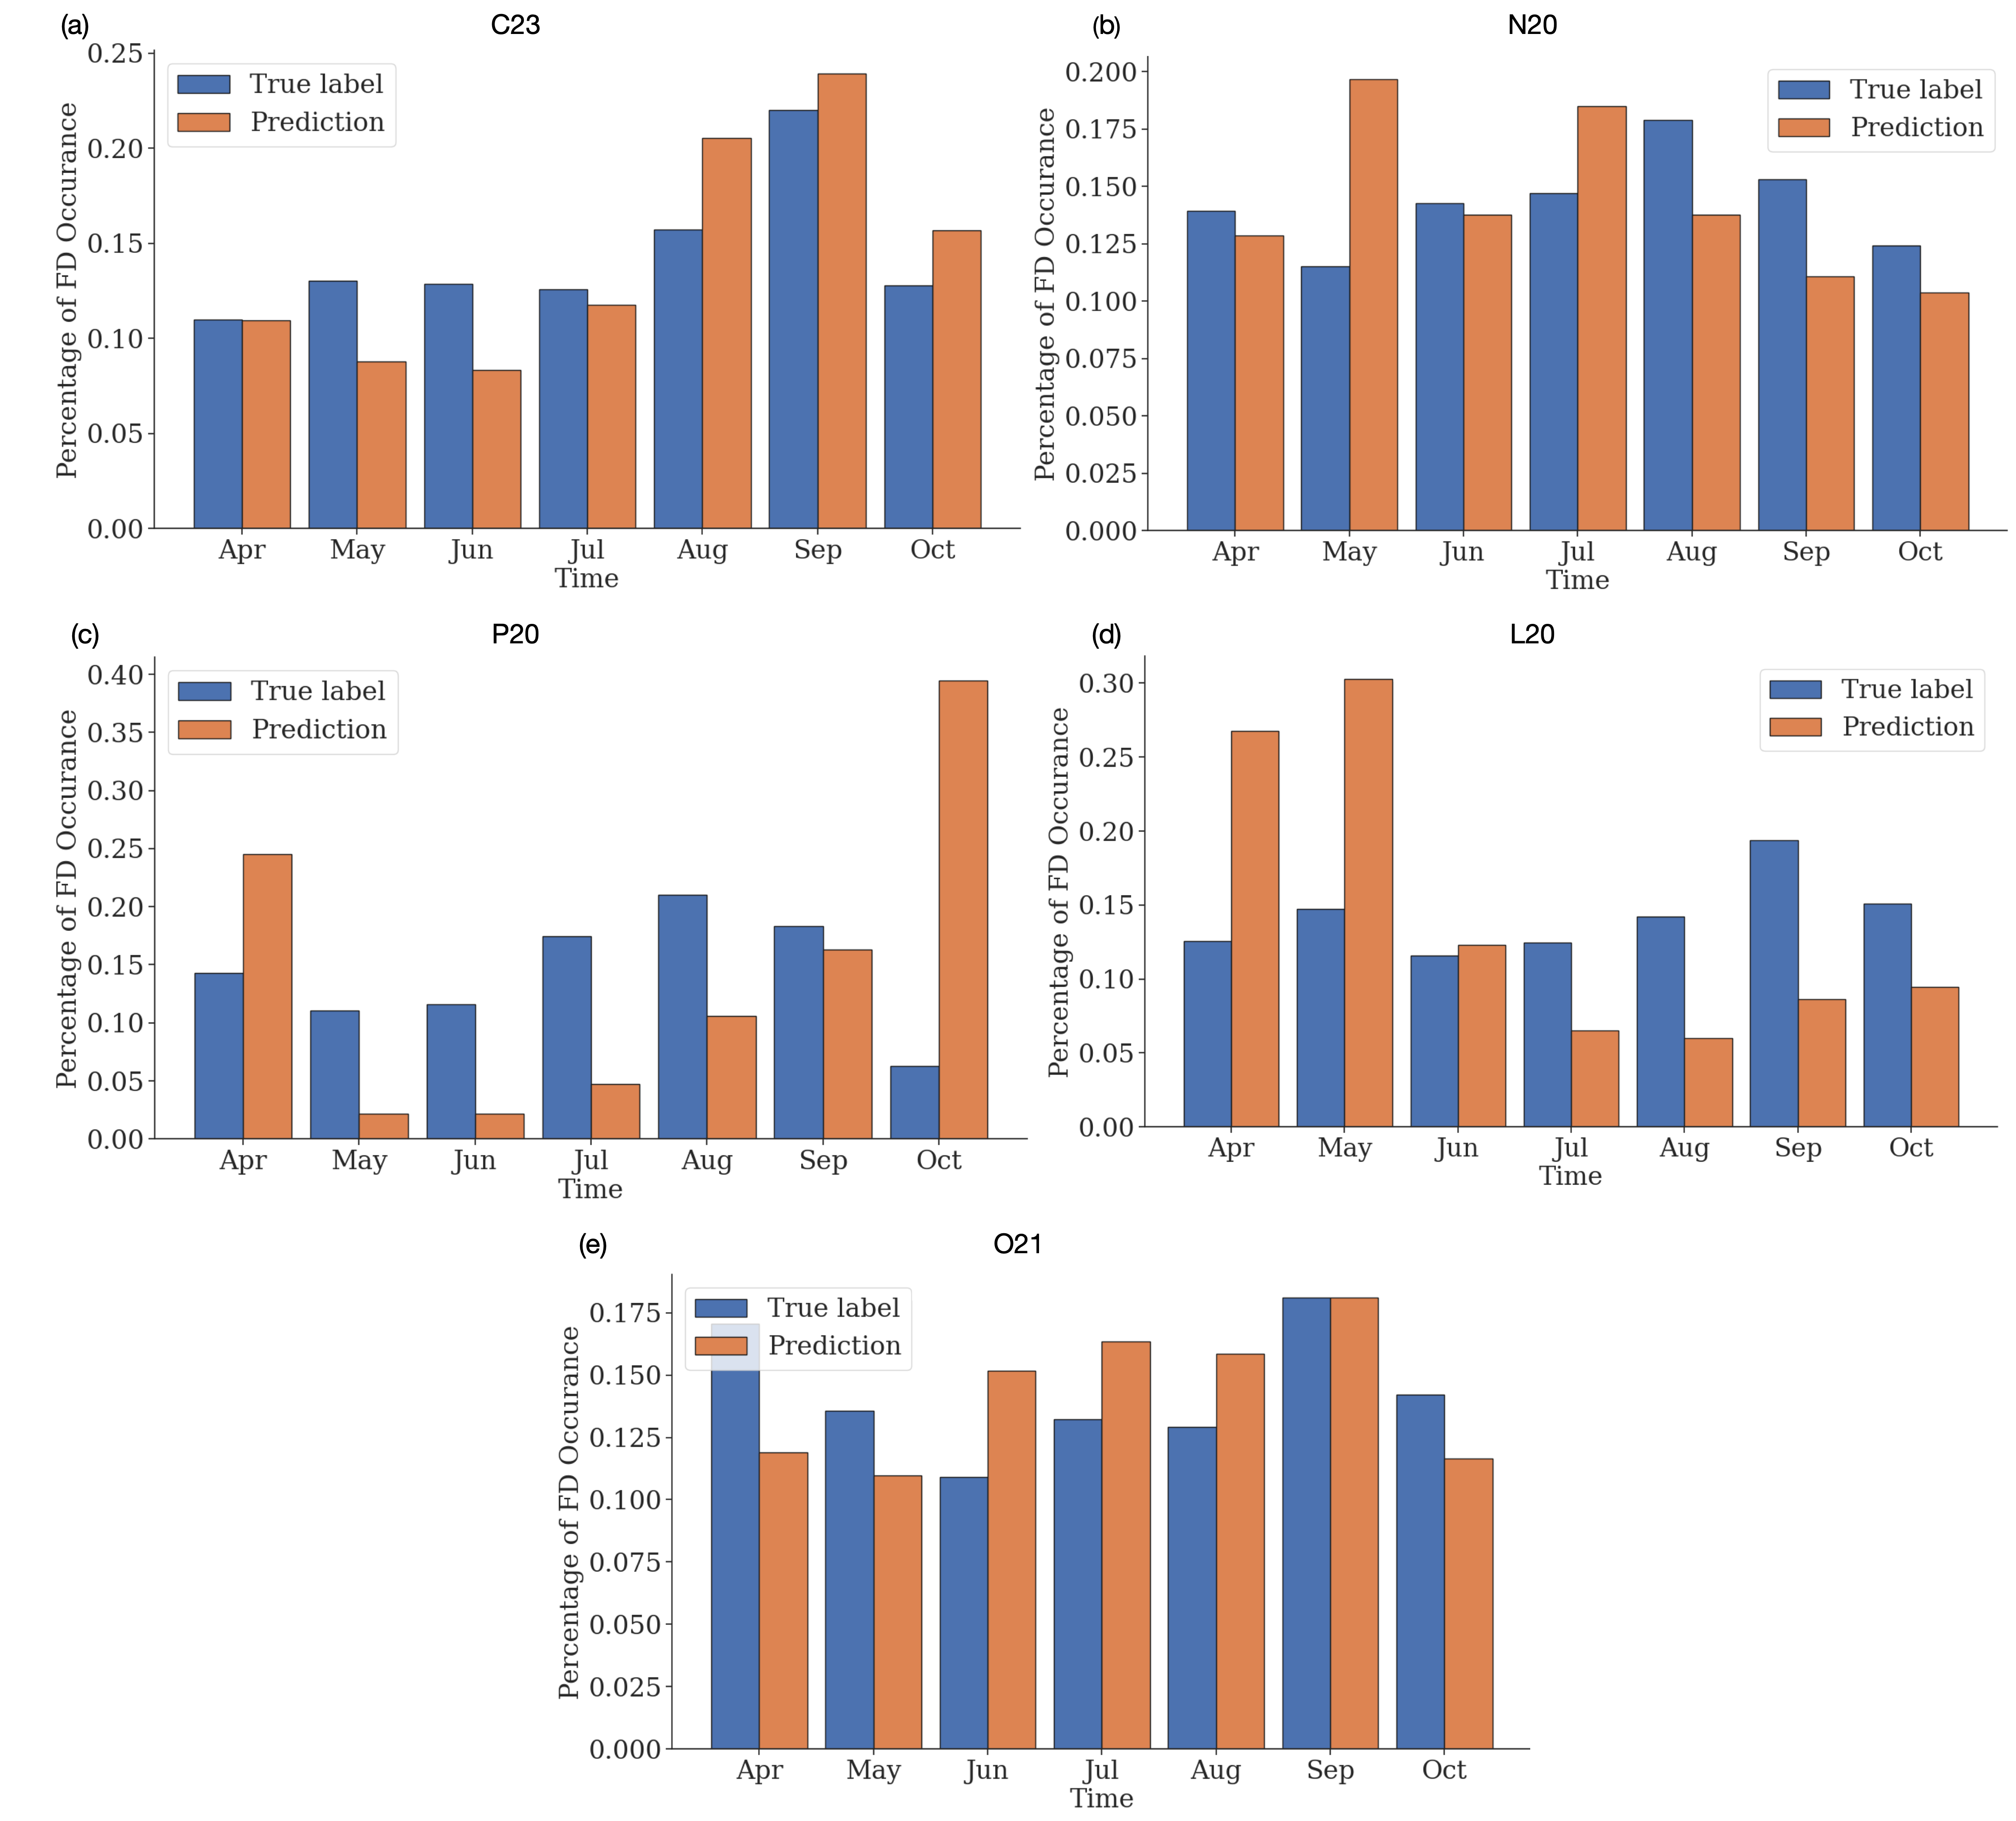 (a) C23
0.25
0.20
0.15
0.10
0.05
0.00
Percentage of FD Occurance
True label
Prediction
Apr May Jun Jul Aug Sep Oct
Time
(b) N20
0.200
0.175
0.150
0.125
0.100
0.075
0.050
0.025
0.000
Percentage of FD Occurance
True label
Prediction
Apr May Jun Jul Aug Sep Oct
Time
(c) P20
0.40
0.35
0.30
0.25
0.20
0.15
0.10
0.05
0.00
Percentage of FD Occurance
True label
Prediction
Apr May Jun Jul Aug Sep Oct
Time
(d) L20
0.30
0.25
0.20
0.15
0.10
0.05
0.00
Percentage of FD Occurance
True label
Prediction
Apr May Jun Jul Aug Sep Oct
Time
(e) O21
0.175
0.150
0.125
0.100
0.075
0.050
0.025
0.000
Percentage of FD Occurance
True label
Prediction
Apr May Jun Jul Aug Sep Oct
Time